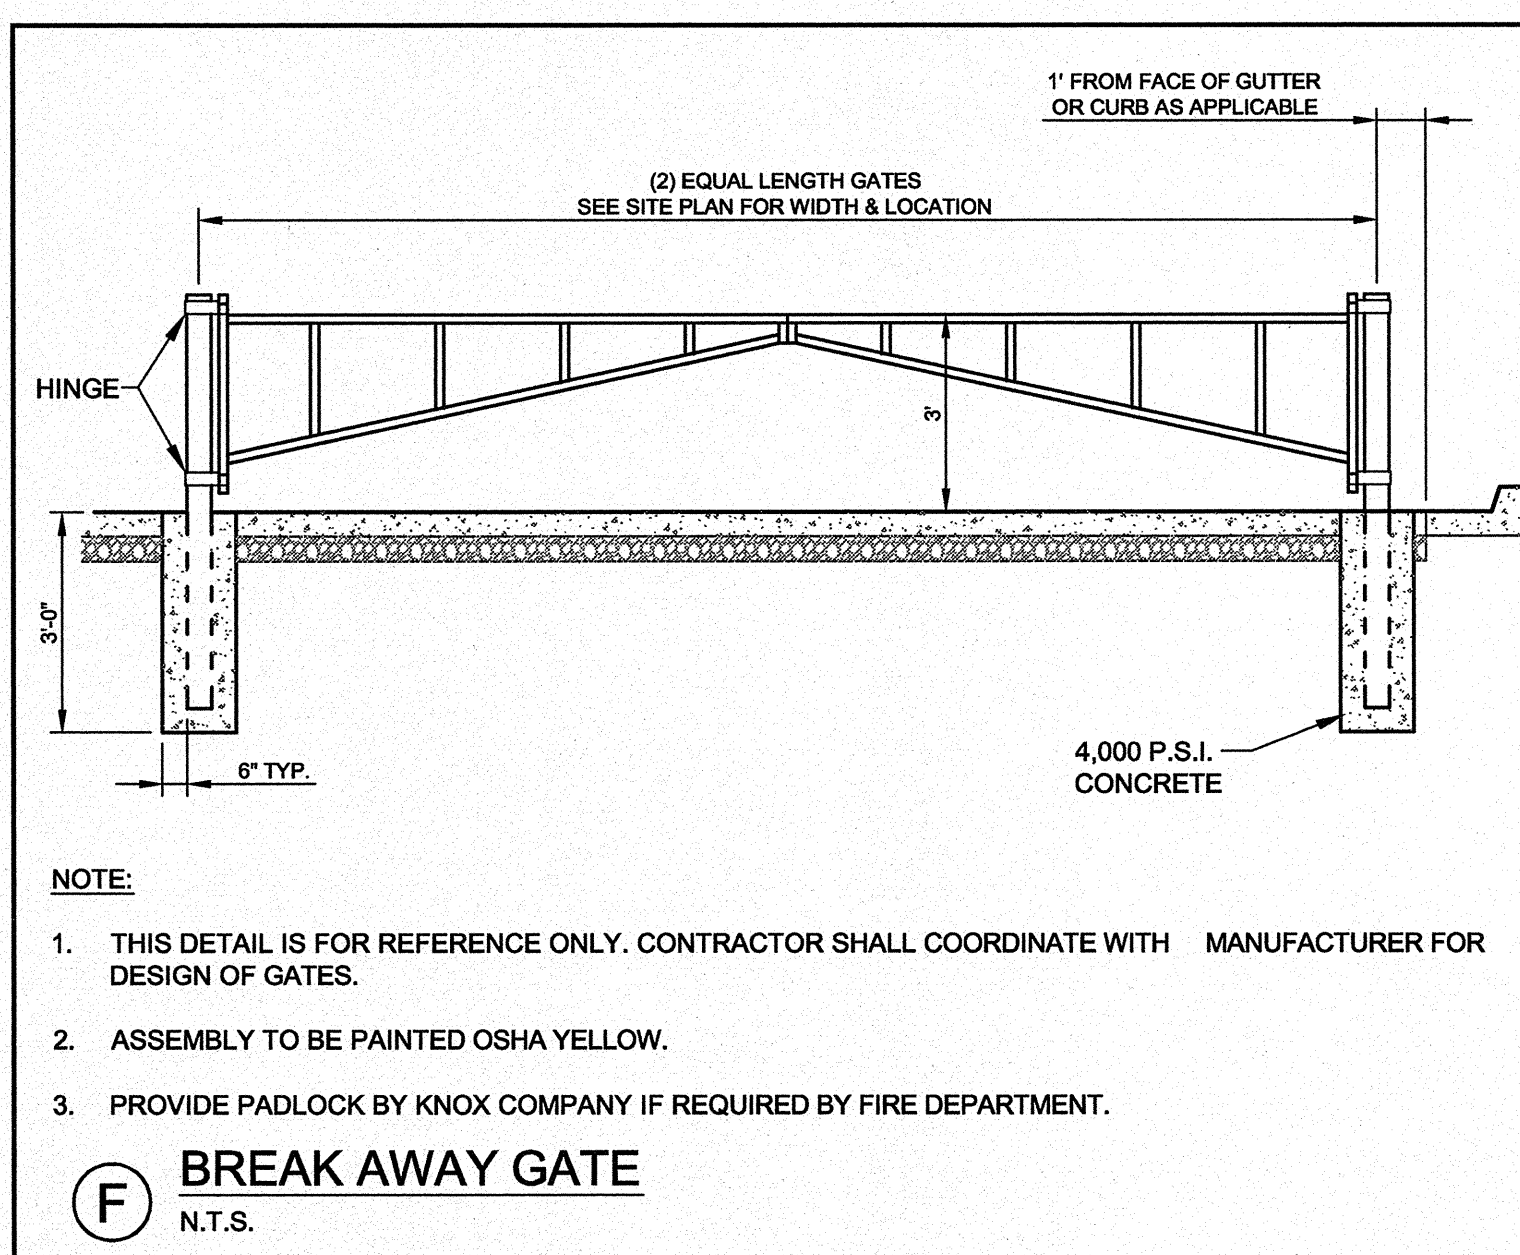 1' FROM FACE OF GUTTER
OR CURB AS APPLICABLE
(2) EQUAL LENGTH GATES
SEE SITE PLAN FOR WIDTH & LOCATION
HINGE
3'
3'-0"
6" TYP.
4,000 P.S.I.
CONCRETE
NOTE:
1. THIS DETAIL IS FOR REFERENCE ONLY. CONTRACTOR SHALL COORDINATE WITH MANUFACTURER FOR
DESIGN OF GATES.
2. ASSEMBLY TO BE PAINTED OSHA YELLOW.
3. PROVIDE PADLOCK BY KNOX COMPANY IF REQUIRED BY FIRE DEPARTMENT.
F BREAK AWAY GATE
N.T.S.